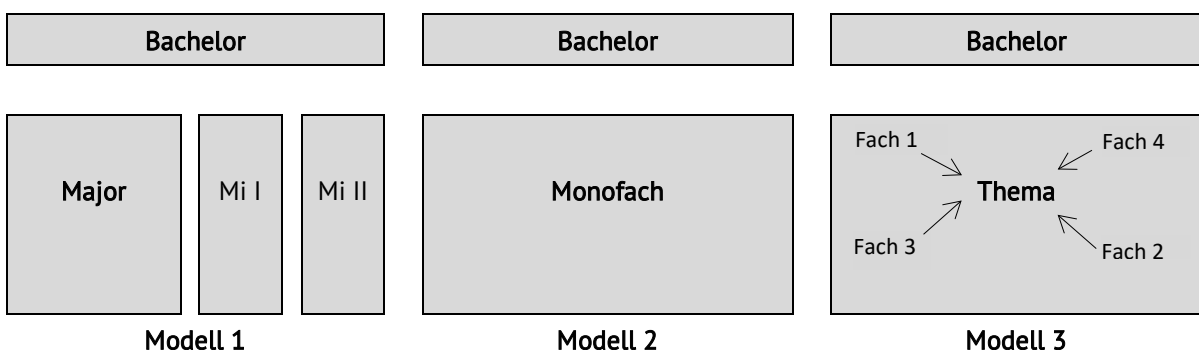 Bachelor
Bachelor
Bachelor
Major
Mi I
Mi II
Monofach
Fach 1
Fach 4
Thema
Fach 3
Fach 2
Modell 1
Modell 2
Modell 3